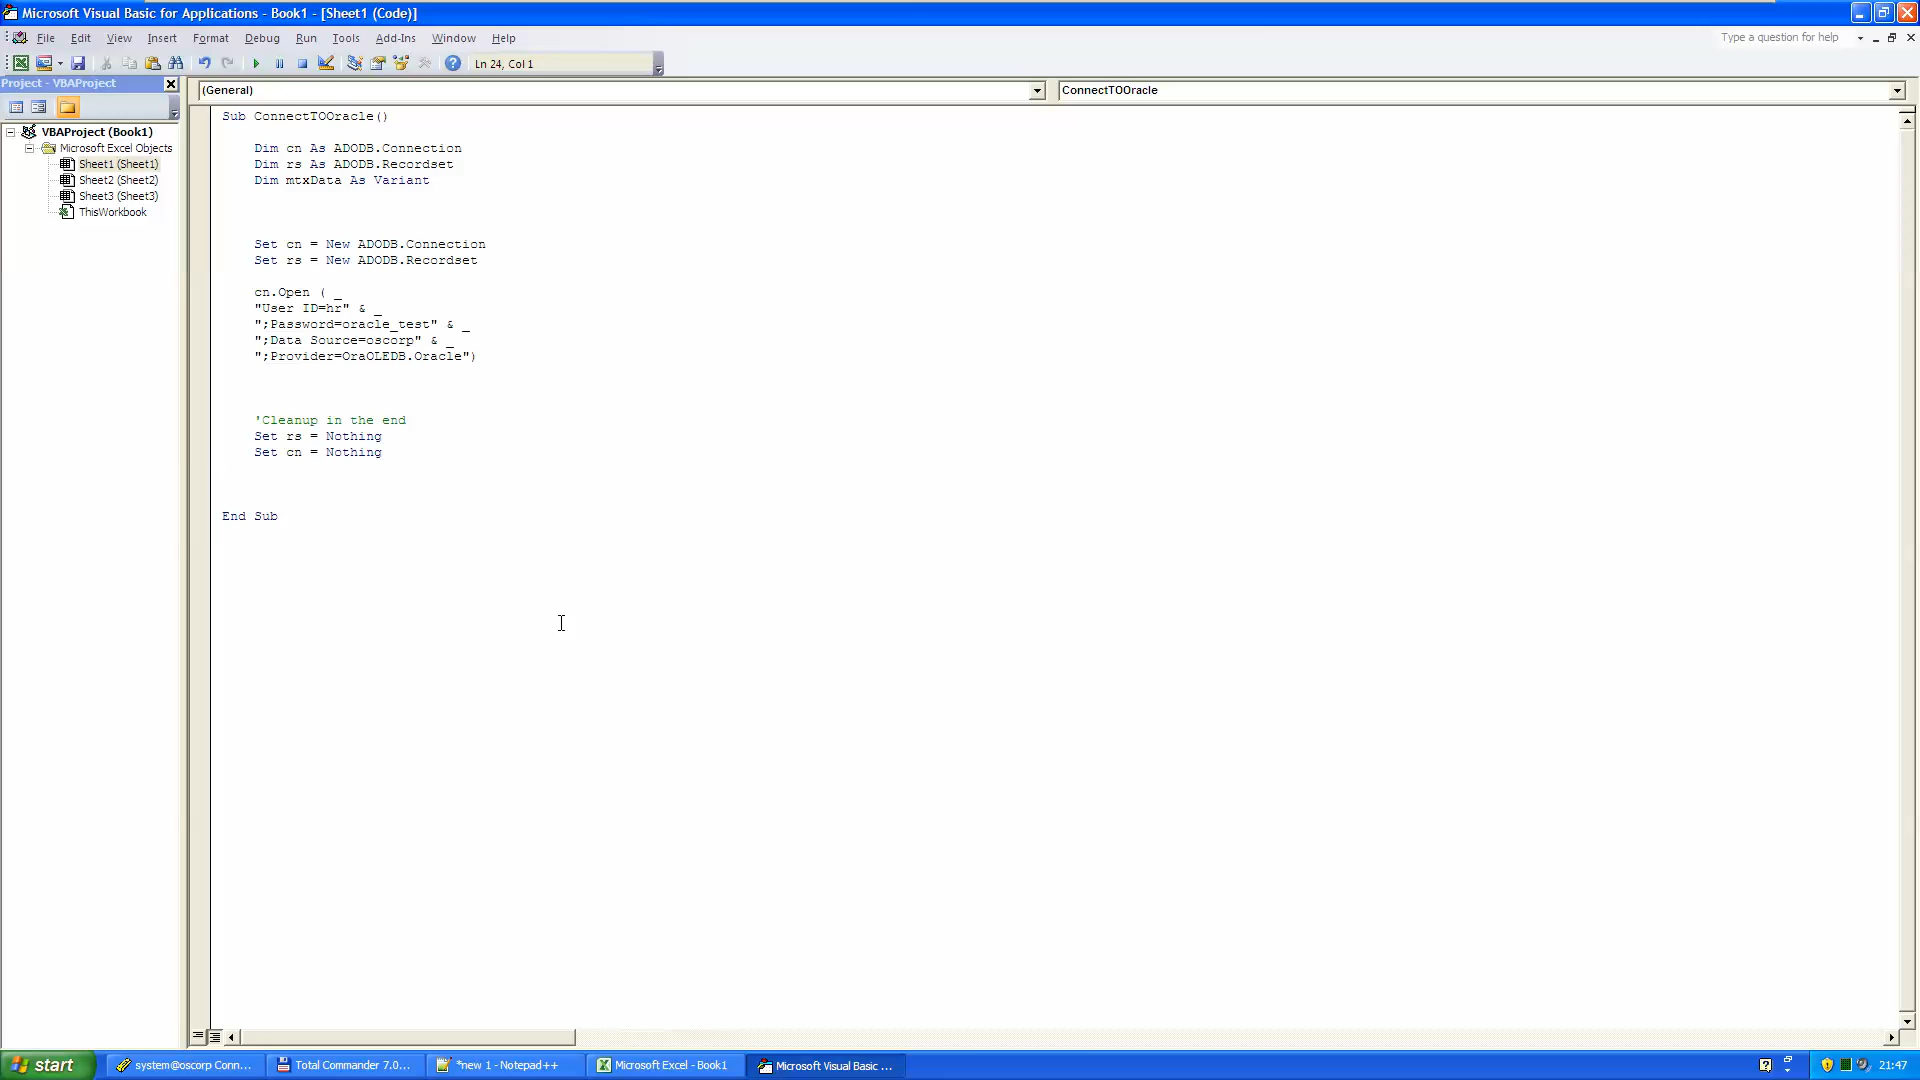 Microsoft Visual Basic for Applications - Book1 - [Sheet1 (Code)]
File Edit View Insert Format Debug Run Tools Add-Ins Window Help
Type a question for help
Ln 24, Col 1
Project - VBAProject
(General)
ConnectTOOracle
VBAProject (Book1)
Microsoft Excel Objects
Sheet1 (Sheet1)
Sheet2 (Sheet2)
Sheet3 (Sheet3)
ThisWorkbook
Sub ConnectTOOracle()
Dim cn As ADODB.Connection
Dim rs As ADODB.Recordset
Dim mtxData As Variant
Set cn = New ADODB.Connection
Set rs = New ADODB.Recordset
cn.Open ( _
"User ID=hr" & _
";Password=oracle_test" & _
";Data Source=oscorp" & _
";Provider=OraOLEDB.Oracle")
'Cleanup in the end
Set rs = Nothing
Set cn = Nothing
End Sub
start
system@oscorp Conn...
Total Commander 7.0...
*new 1 - Notepad++
Microsoft Excel - Book1
Microsoft Visual Basic ...
21:47